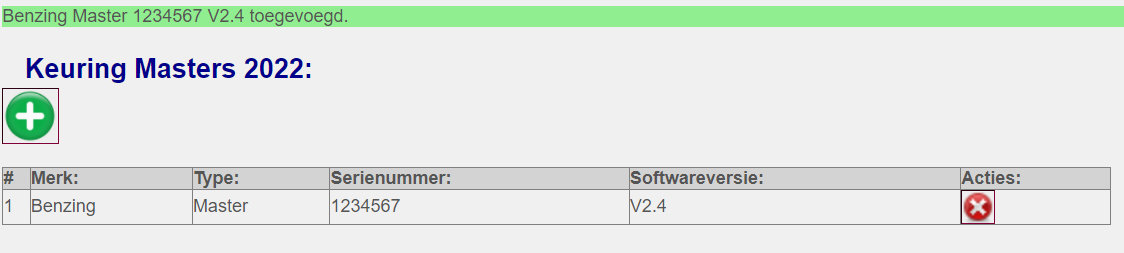 Benzing Master 1234567 V2.4 toegevoegd.
Keuring Masters 2022:
# Merk: Type: Serienummer: Softwareversie: Acties:
1 Benzing Master 1234567 V2.4